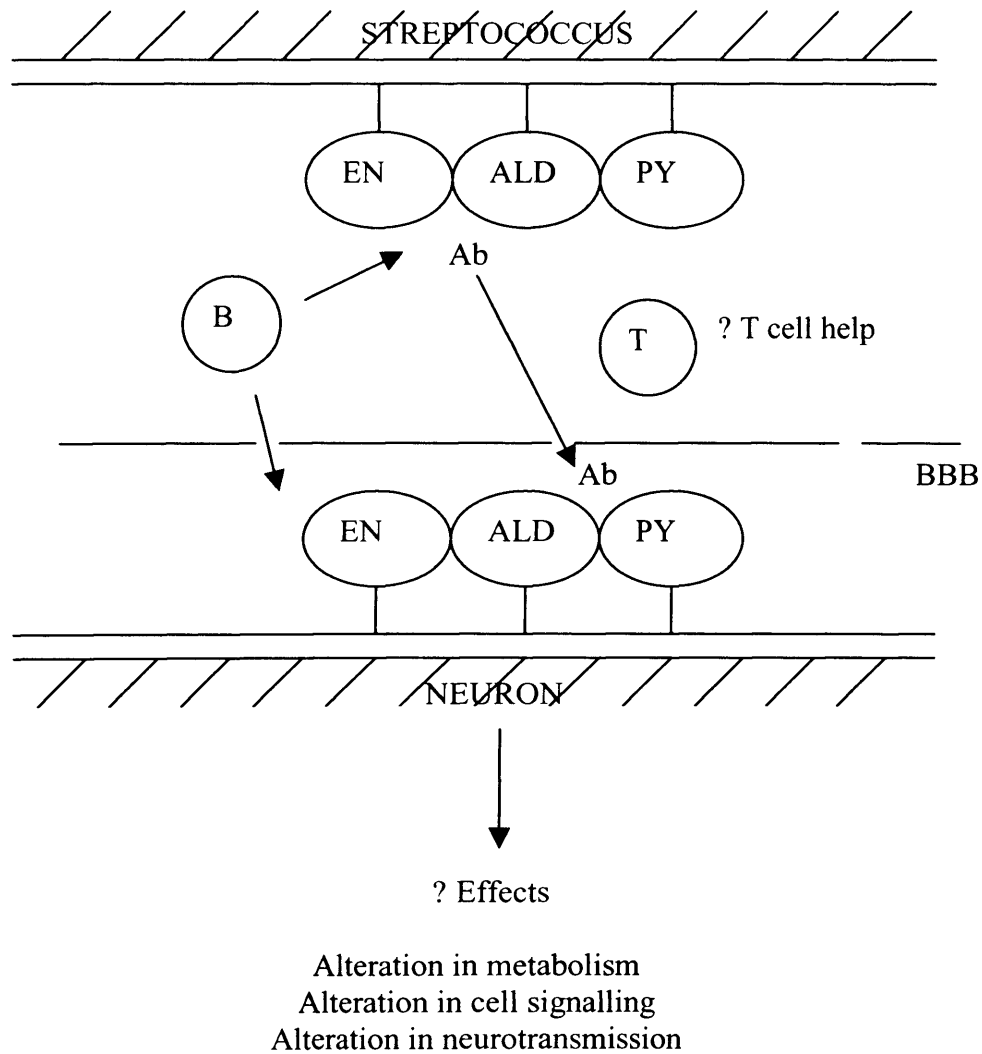 STREPTOCOCCUS
EN ALD PY
Ab
B
T ? T cell help
Ab BBB
EN ALD PY
NEURON
? Effects
Alteration in metabolism
Alteration in cell signalling
Alteration in neurotransmission